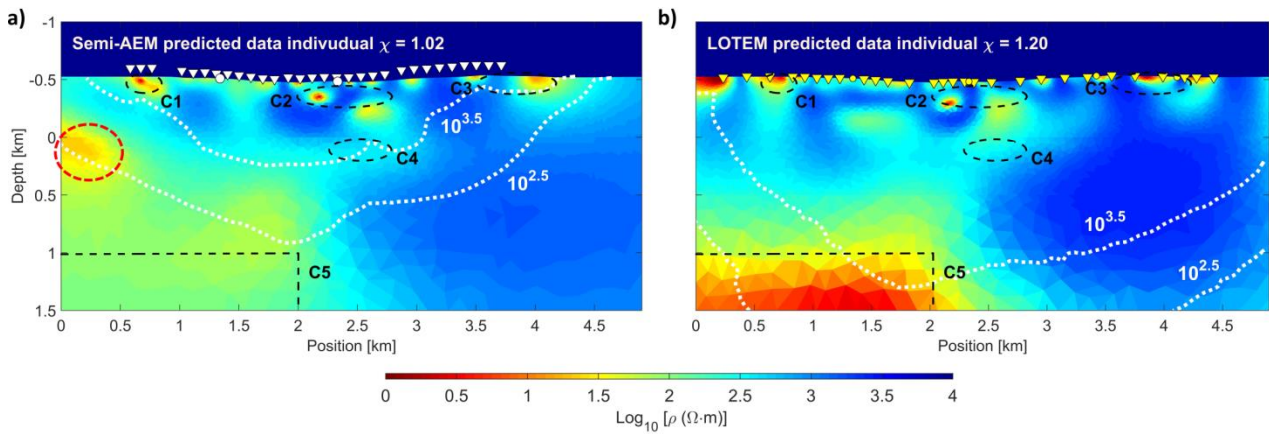 a)
Semi-AEM predicted data indivudual χ = 1.02
C1
C2
C3
C4
C5
10^3.5
10^2.5
-1
-0.5
0
0.5
1
1.5
Depth [km]
0 0.5 1 1.5 2 2.5 3 3.5 4 4.5
Position [km]
b)
LOTEM predicted data individual χ = 1.20
C1
C2
C3
C4
C5
10^3.5
10^2.5
0 0.5 1 1.5 2 2.5 3 3.5 4 4.5
Position [km]
0 0.5 1 1.5 2 2.5 3 3.5 4
Log10 [ρ (Ω·m)]